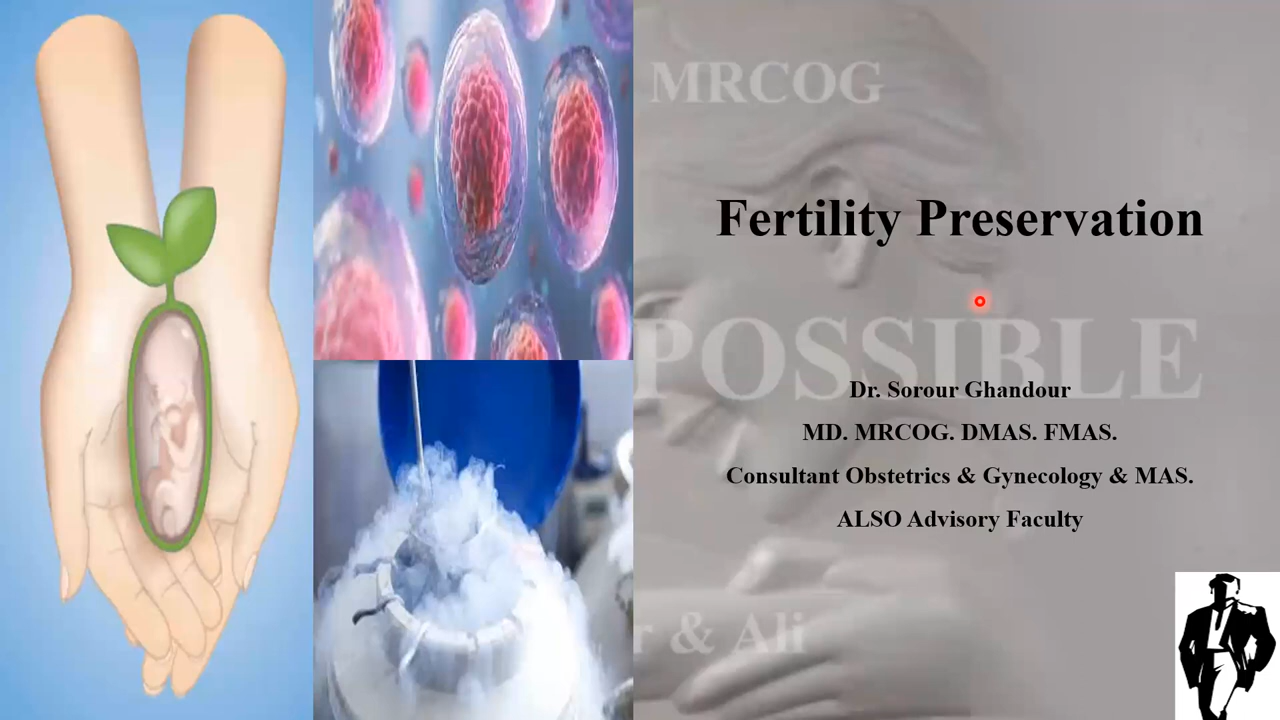 MRCOG
Fertility Preservation
POSSIBLE
Dr. Sorour Ghandour
MD. MRCOG. DMAS. FMAS.
Consultant Obstetrics & Gynecology & MAS.
ALSO Advisory Faculty
& Ali